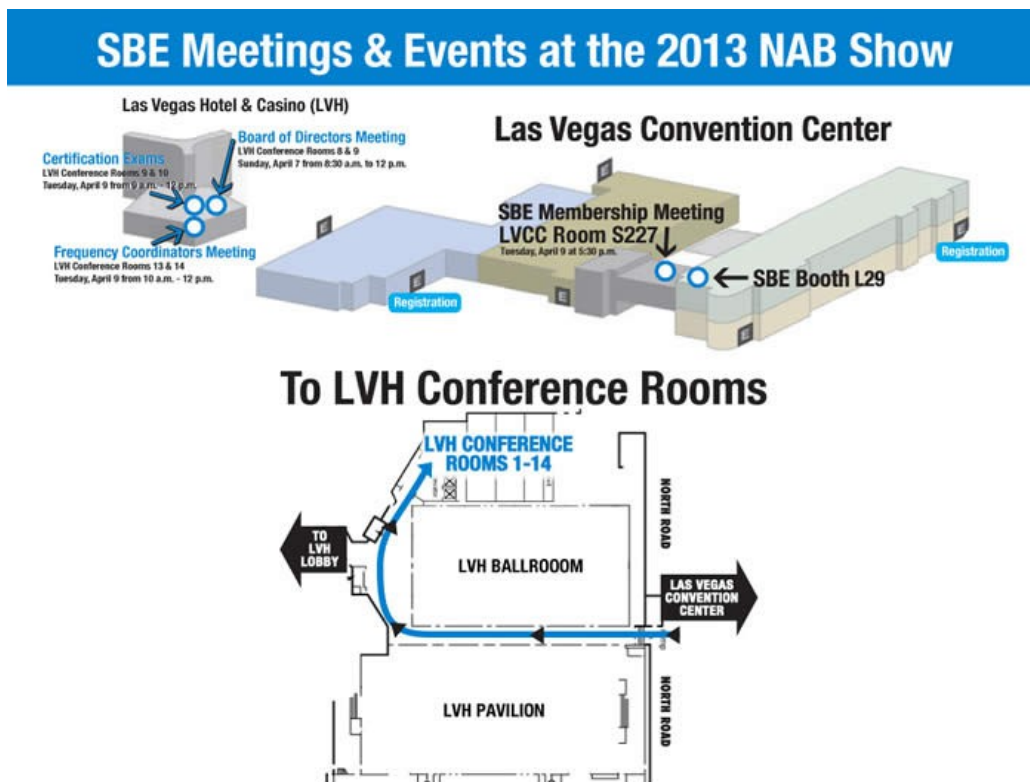 SBE Meetings & Events at the 2013 NAB Show
Las Vegas Hotel & Casino (LVH)
Board of Directors Meeting
LVH Conference Rooms 8 & 9
Sunday, April 7 from 8:30 a.m. to 12 p.m.
Certification Exams
LVH Conference Rooms 9 & 10
Tuesday, April 9 from 9 a.m. - 12 p.m.
Frequency Coordinators Meeting
LVH Conference Rooms 13 & 14
Tuesday, April 9 from 10 a.m. - 12 p.m.
Las Vegas Convention Center
SBE Membership Meeting
LVCC Room S227
Tuesday, April 9 at 5:30 p.m.
SBE Booth L29
Registration
Registration
To LVH Conference Rooms
LVH CONFERENCE
ROOMS 1-14
NORTH ROAD
TO
LVH
LOBBY
LVH BALLROOOM
LAS VEGAS
CONVENTION
CENTER
LVH PAVILION
NORTH ROAD